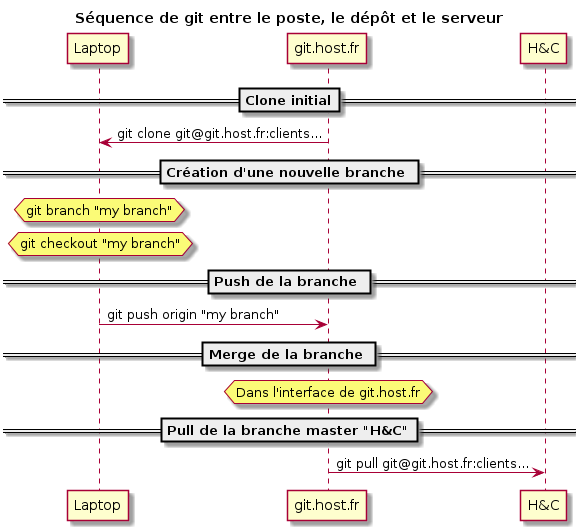 Séquence de git entre le poste, le dépôt et le serveur
Laptop git.host.fr H&C
Clone initial
git clone git@git.host.fr:clients...
Création d'une nouvelle branche
git branch "my branch"
git checkout "my branch"
Push de la branche
git push origin "my branch"
Merge de la branche
Dans l'interface de git.host.fr
Pull de la branche master "H&C"
git pull git@git.host.fr:clients...
Laptop git.host.fr H&C